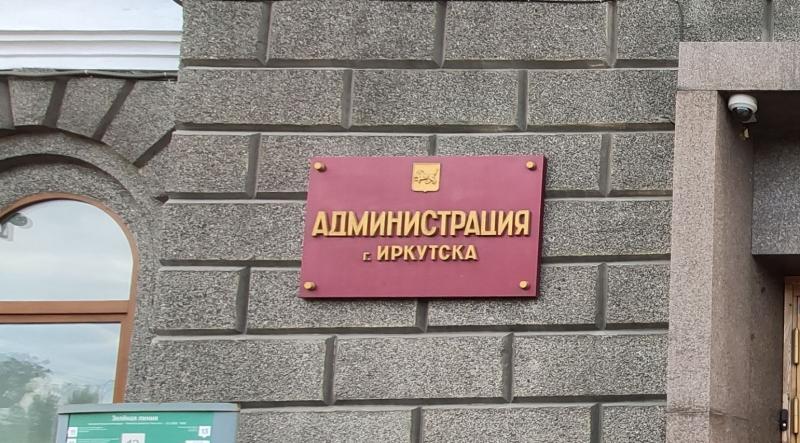 АДМИНИСТРАЦИЯ
г. ИРКУТСКА
Зелёная линия